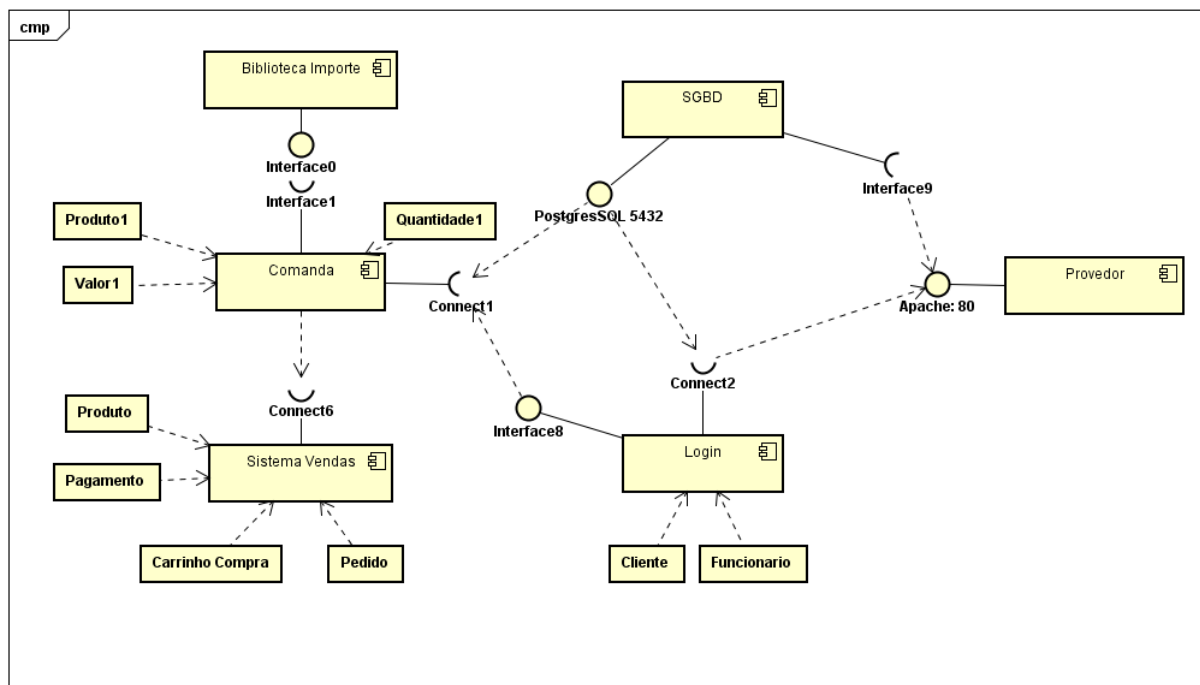 cmp
Biblioteca Importe
SGBD
Interface0
Interface9
Interface1
Produto1
Quantidade1
PostgresSQL 5432
Comanda
Provedor
Valor1
Connect1
Apache: 80
Connect2
Produto
Connect6
Interface8
Sistema Vendas
Login
Pagamento
Carrinho Compra
Pedido
Cliente
Funcionario